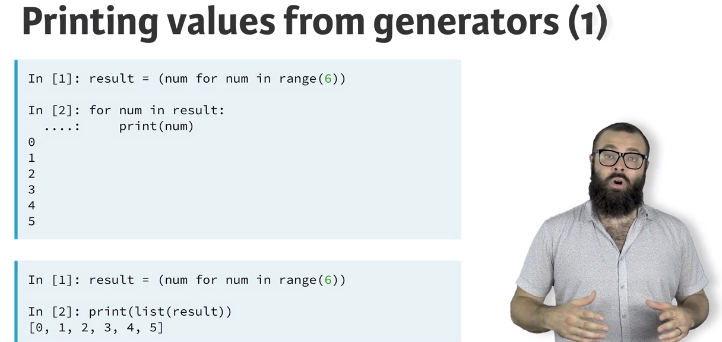 Printing values from generators (1)
In [1]: result = (num for num in range(6))
In [2]: for num in result:
....: print(num)
0
1
2
3
4
5
In [1]: result = (num for num in range(6))
In [2]: print(list(result))
[0, 1, 2, 3, 4, 5]